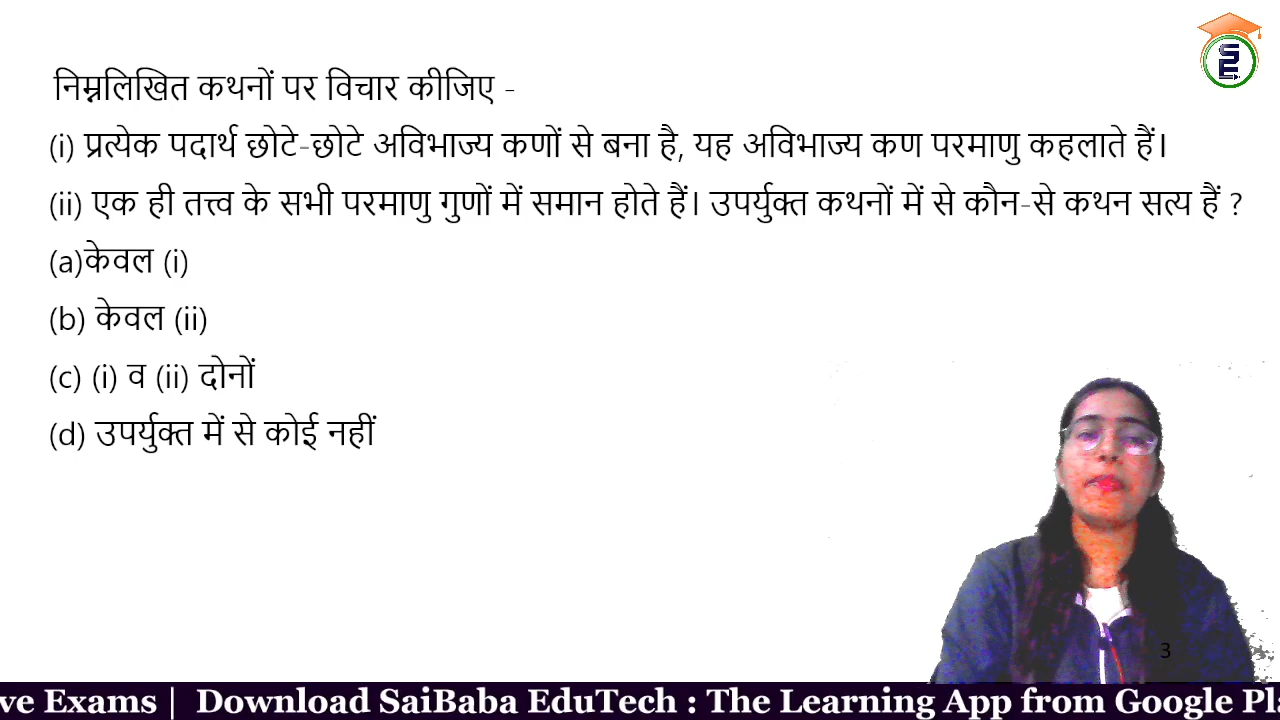 निम्नलिखित कथनों पर विचार कीजिए -
(i) प्रत्येक पदार्थ छोटे-छोटे अविभाज्य कणों से बना है, यह अविभाज्य कण परमाणु कहलाते हैं।
(ii) एक ही तत्त्व के सभी परमाणु गुणों में समान होते हैं। उपर्युक्त कथनों में से कौन-से कथन सत्य हैं ?
(a)केवल (i)
(b) केवल (ii)
(c) (i) व (ii) दोनों
(d) उपर्युक्त में से कोई नहीं
3
ve Exams | Download SaiBaba EduTech : The Learning App from Google Pl